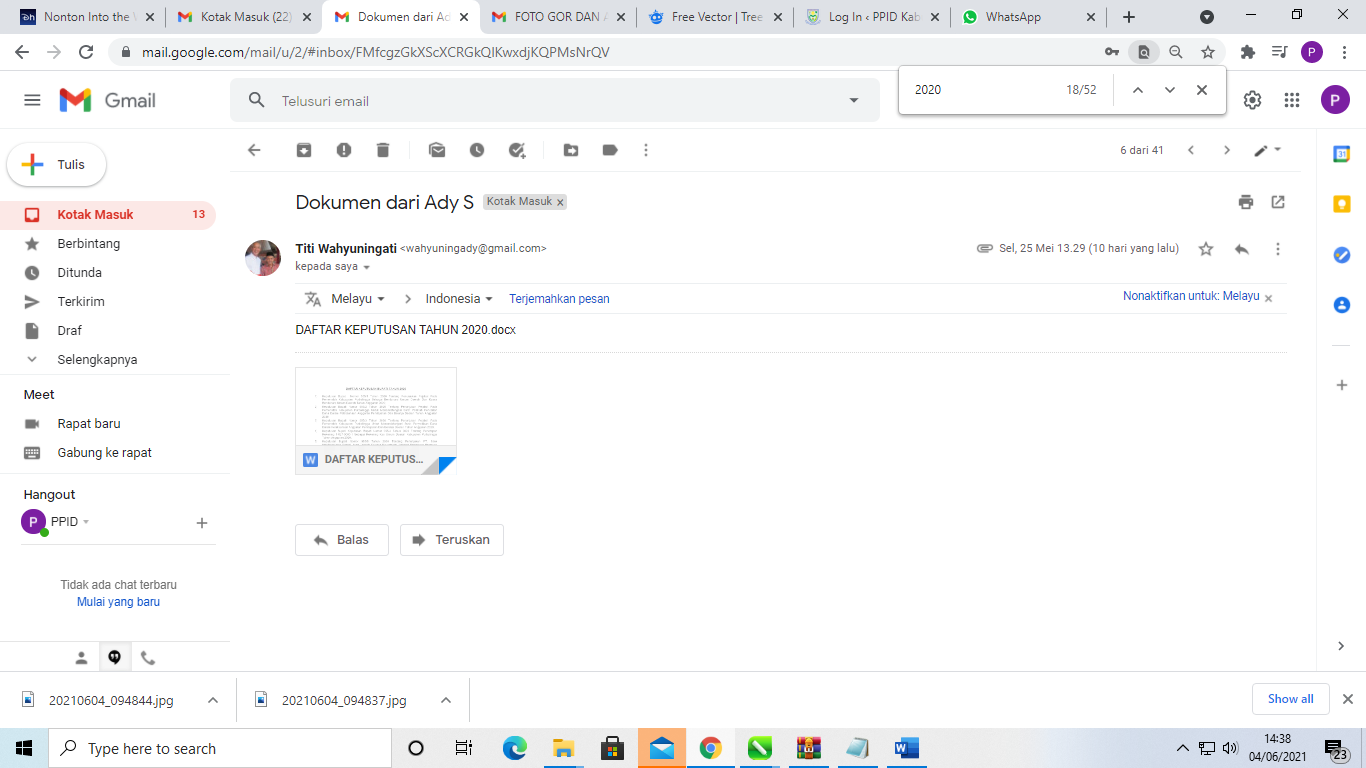 Nonton Into the W
Kotak Masuk (22)
Dokumen dari Ad
FOTO GOR DAN A
Free Vector | Tree
Log In ‹ PPID Kab
WhatsApp
mail.google.com/mail/u/2/#inbox/FMfcgzGkXScXCRGkQlKwxdjKQPMsNrQV
P
2020 18/52
Gmail
Telusuri email
P
Tulis
6 dari 41
Kotak Masuk 13
Berbintang
Ditunda
Terkirim
Draf
Selengkapnya
Meet
Rapat baru
Gabung ke rapat
Hangout
P PPID
Tidak ada chat terbaru
Mulai yang baru
Dokumen dari Ady S Kotak Masuk x
Titi Wahyuningati <wahyuningady@gmail.com>
Sel, 25 Mei 13.29 (10 hari yang lalu)
kepada saya
Melayu > Indonesia Terjemahkan pesan
Nonaktifkan untuk: Melayu x
DAFTAR KEPUTUSAN TAHUN 2020.docx
W DAFTAR KEPUTUS...
Balas
Teruskan
20210604_094844.jpg
20210604_094837.jpg
Show all
Type here to search
14:38
04/06/2021
23